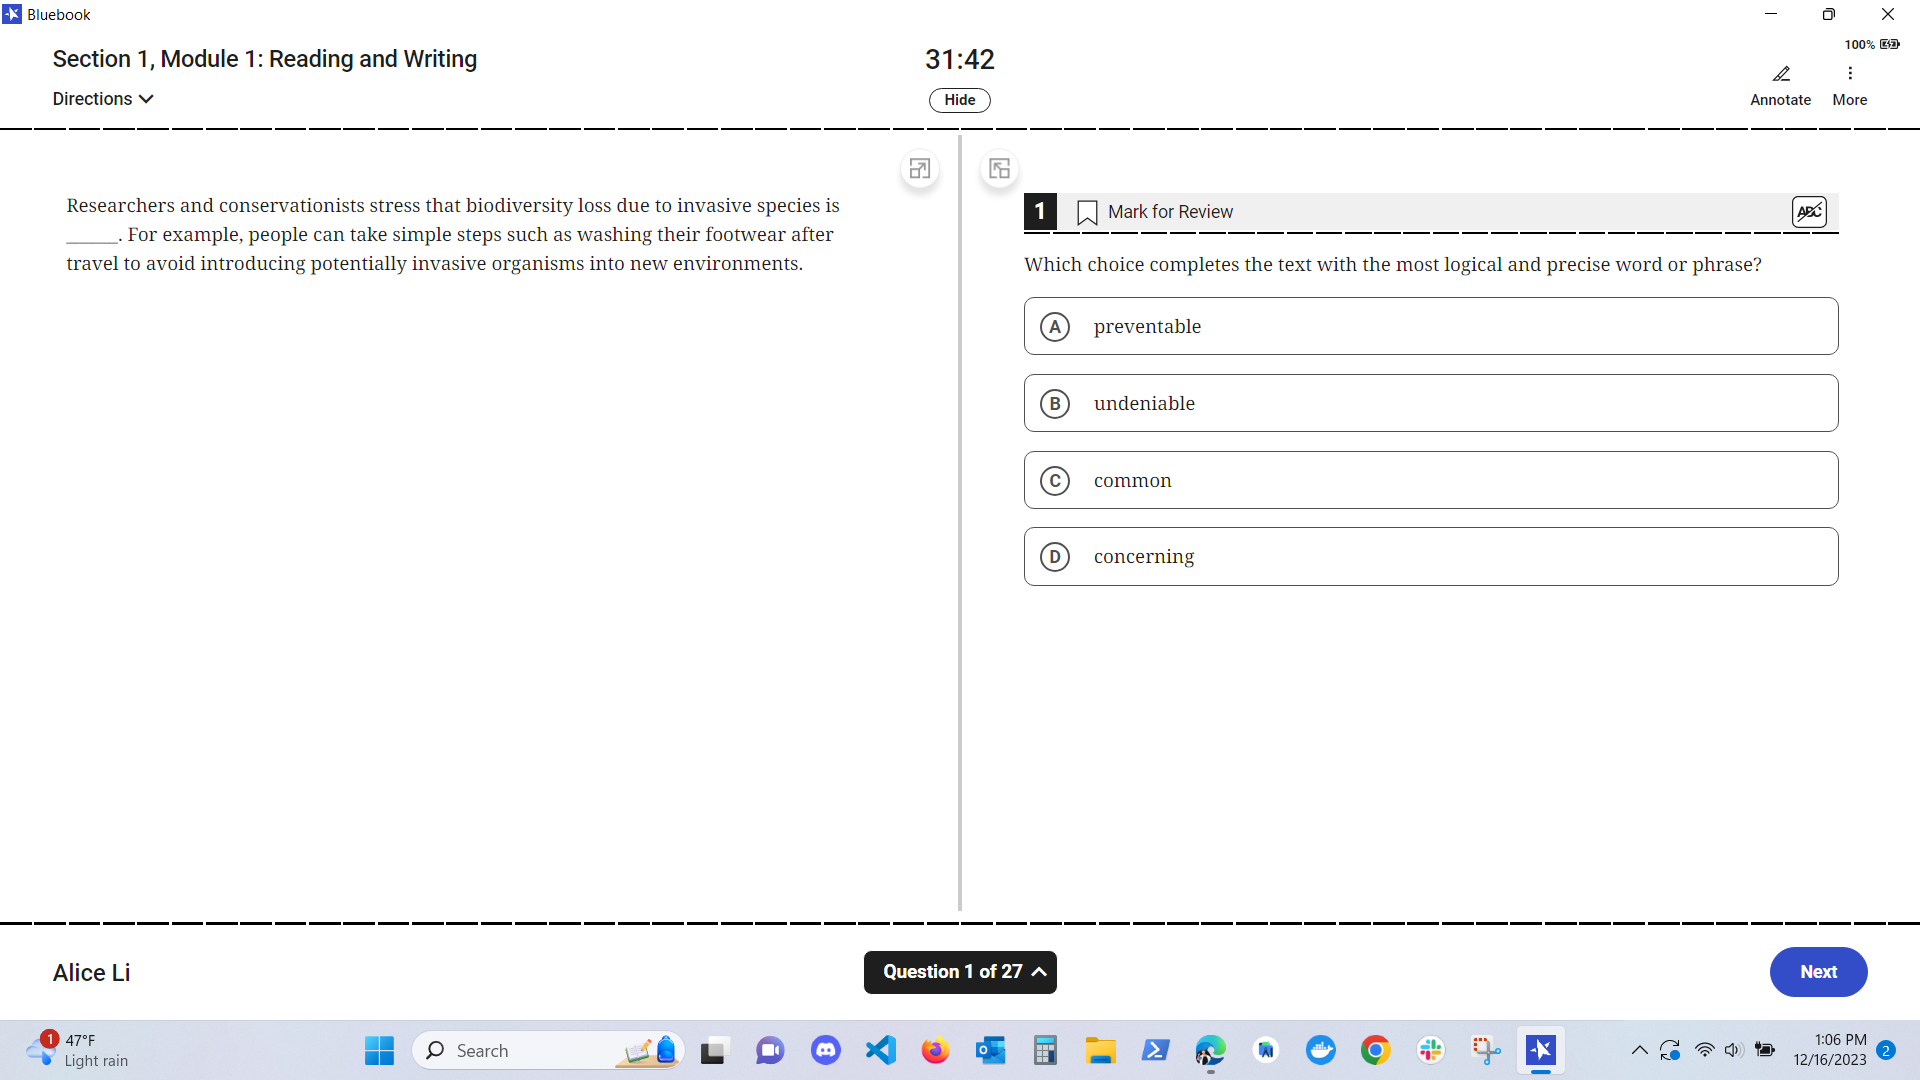 Bluebook
Section 1, Module 1: Reading and Writing
31:42
100%
Directions
Hide
Annotate
More
Researchers and conservationists stress that biodiversity loss due to invasive species is
______. For example, people can take simple steps such as washing their footwear after
travel to avoid introducing potentially invasive organisms into new environments.
1
Mark for Review
ABC
Which choice completes the text with the most logical and precise word or phrase?
A preventable
B undeniable
C common
D concerning
Alice Li
Question 1 of 27
Next
1
47°F
Light rain
Search
1:06 PM
12/16/2023
2